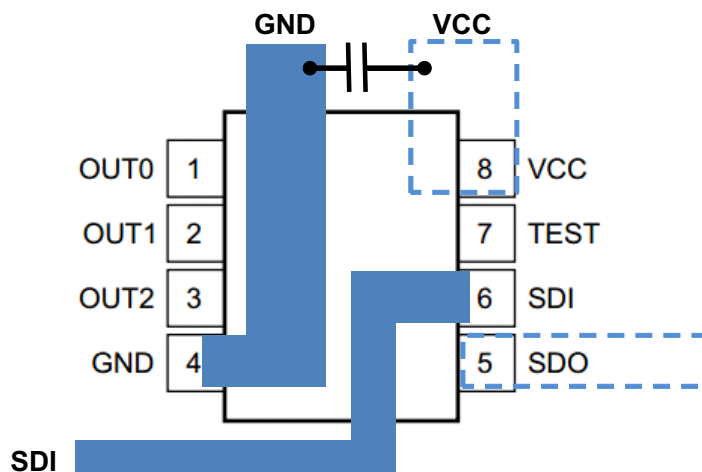 GND VCC
OUT0 1 8 VCC
OUT1 2 7 TEST
OUT2 3 6 SDI
GND 4 5 SDO
SDI